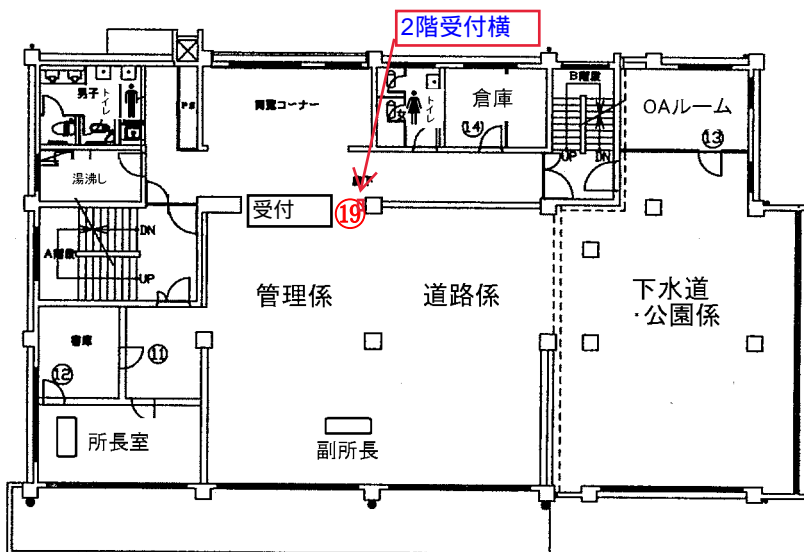 2階受付横
男子
トイレ
PS
閲覧コーナー
女
トイレ
倉庫
⑭
B階段
UP
DN
OAルーム
⑬
湯沸し
廊下
受付
⑲
A階段
DN
UP
管理係
道路係
下水道
・公園係
書庫
⑫
⑪
所長室
副所長